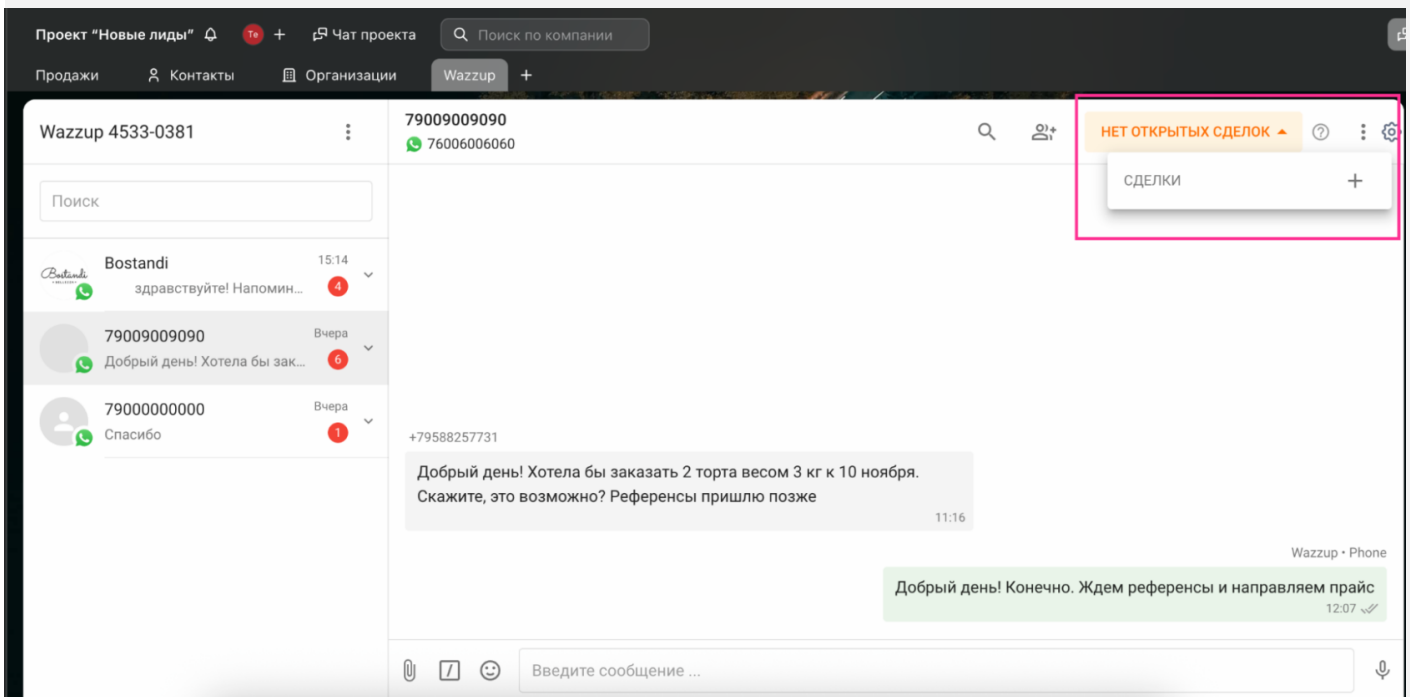 Проект “Новые лиды”
Te
Чат проекта
Поиск по компании
Продажи
Контакты
Организации
Wazzup
Wazzup 4533-0381
79009009090
76006006060
НЕТ ОТКРЫТЫХ СДЕЛОК
СДЕЛКИ
Поиск
Bostandi
Bostandi
15:14
здравствуйте! Напомин...
4
79009009090
Вчера
Добрый день! Хотела бы зак...
6
79000000000
Вчера
Спасибо
1
+79588257731
Добрый день! Хотела бы заказать 2 торта весом 3 кг к 10 ноября.
Скажите, это возможно? Референсы пришлю позже
11:16
Wazzup • Phone
Добрый день! Конечно. Ждем референсы и направляем прайс
12:07
Введите сообщение ...